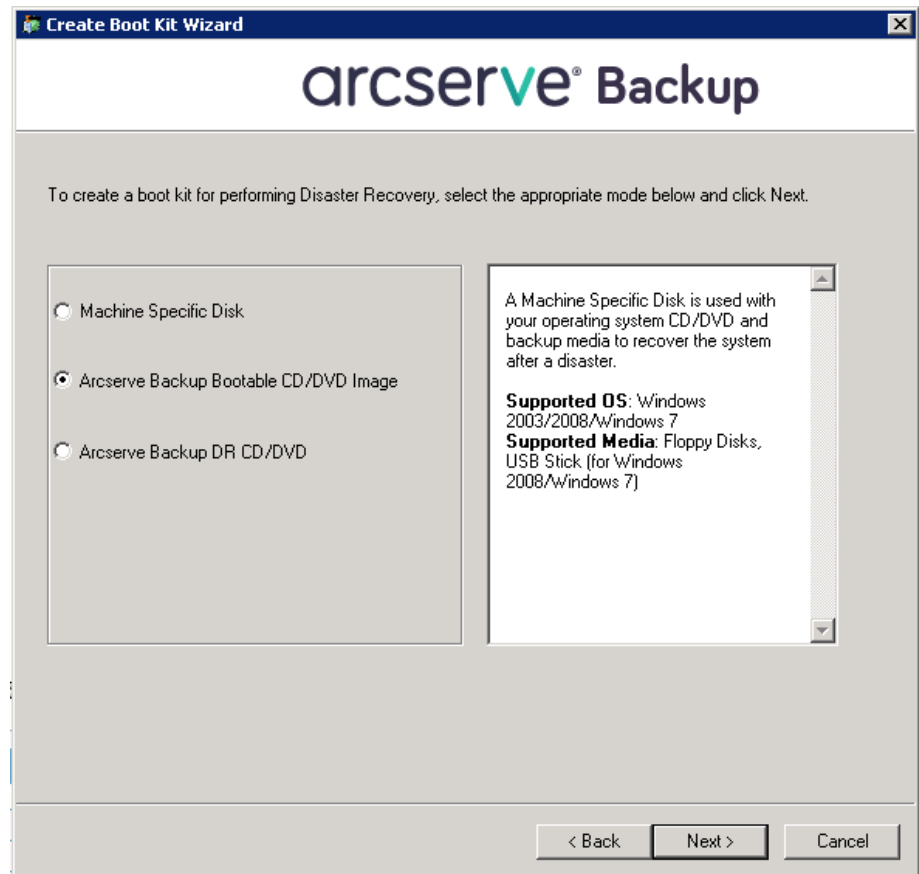 Create Boot Kit Wizard
arcserve® Backup
To create a boot kit for performing Disaster Recovery, select the appropriate mode below and click Next.
Machine Specific Disk
Arcserve Backup Bootable CD/DVD Image
Arcserve Backup DR CD/DVD
A Machine Specific Disk is used with
your operating system CD/DVD and
backup media to recover the system
after a disaster.
Supported OS: Windows
2003/2008/Windows 7
Supported Media: Floppy Disks,
USB Stick (for Windows
2008/Windows 7)
< Back
Next >
Cancel